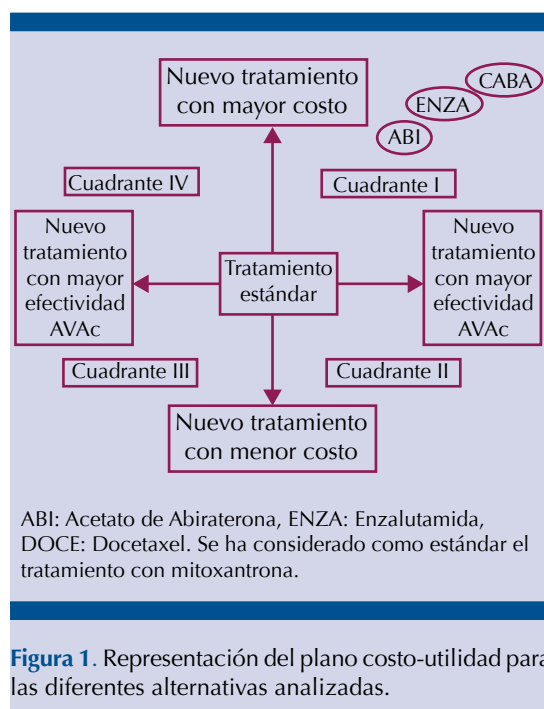 Nuevo tratamiento
con mayor costo
CABA
ENZA
ABI
Cuadrante IV
Cuadrante I
Nuevo
tratamiento
con mayor
efectividad
AVAc
Tratamiento
estándar
Nuevo
tratamiento
con mayor
efectividad
AVAc
Cuadrante III
Cuadrante II
Nuevo tratamiento
con menor costo
ABI: Acetato de Abiraterona, ENZA: Enzalutamida,
DOCE: Docetaxel. Se ha considerado como estándar el
tratamiento con mitoxantrona.
Figura 1. Representación del plano costo-utilidad para
las diferentes alternativas analizadas.